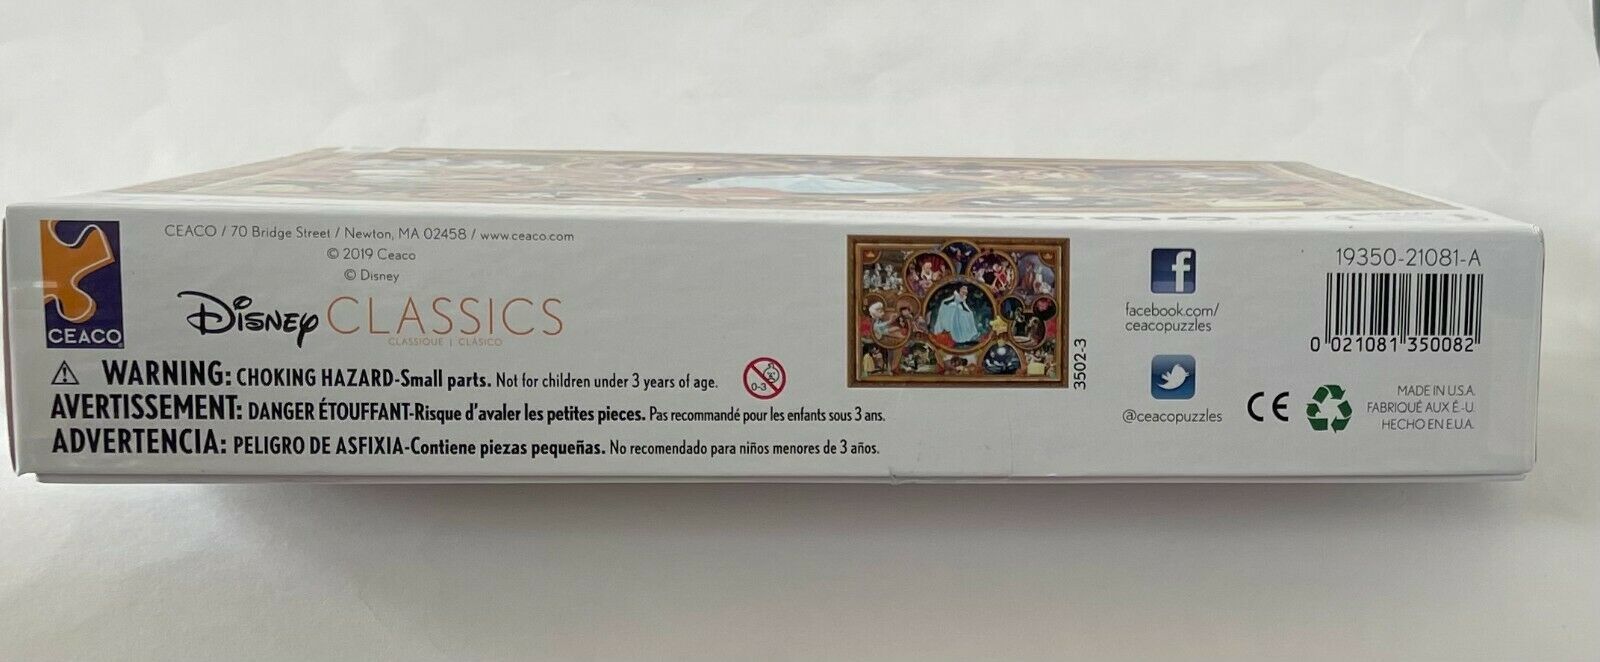 CEACO
CEACO / 70 Bridge Street / Newton, MA 02458 / www.ceaco.com
© 2019 Ceaco
© Disney
Disney CLASSICS
CLASSIQUE | CLÁSICO
WARNING: CHOKING HAZARD-Small parts. Not for children under 3 years of age.
0-3
AVERTISSEMENT: DANGER ÉTOUFFANT-Risque d'avaler les petites pieces. Pas recommandé pour les enfants sous 3 ans.
ADVERTENCIA: PELIGRO DE ASFIXIA-Contiene piezas pequeñas. No recomendado para niños menores de 3 años.
3502-3
f
facebook.com/
ceacopuzzles
@ceacopuzzles
19350-21081-A
0 021081 350082
CE
MADE IN U.S.A.
FABRIQUÉ AUX É.-U.
HECHO EN E.U.A.